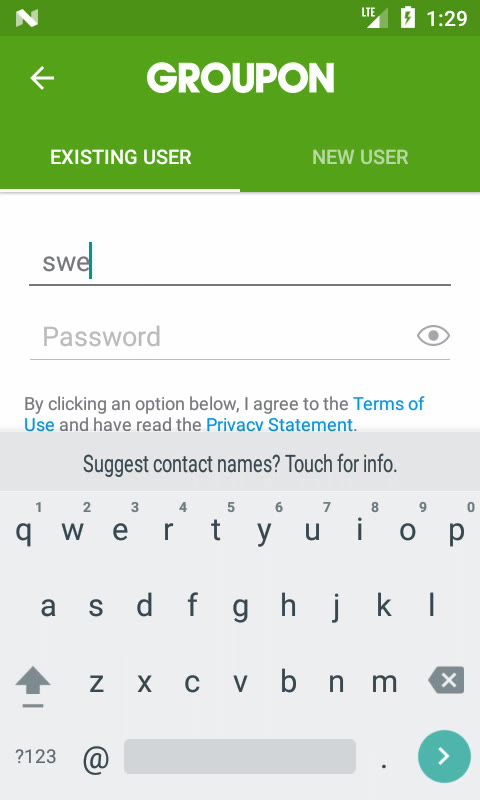 LTE 1:29
GROUPON
EXISTING USER NEW USER
swe
Password
By clicking an option below, I agree to the Terms of
Use and have read the Privacy Statement.
Suggest contact names? Touch for info.
1 2 3 4 5 6 7 8 9 0
q w e r t y u i o p
a s d f g h j k l
z x c v b n m
?123 @ .